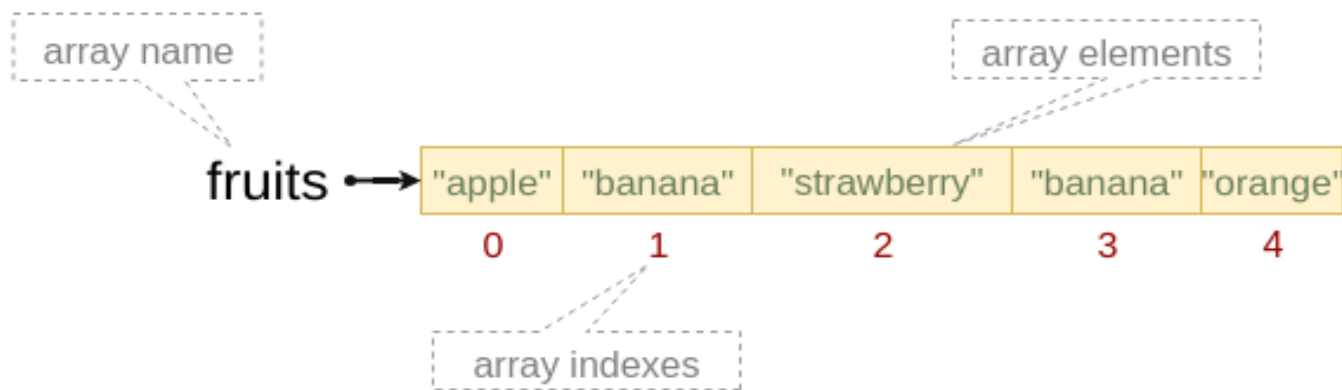 array name
array elements
fruits "apple" "banana" "strawberry" "banana" "orange"
0 1 2 3 4
array indexes